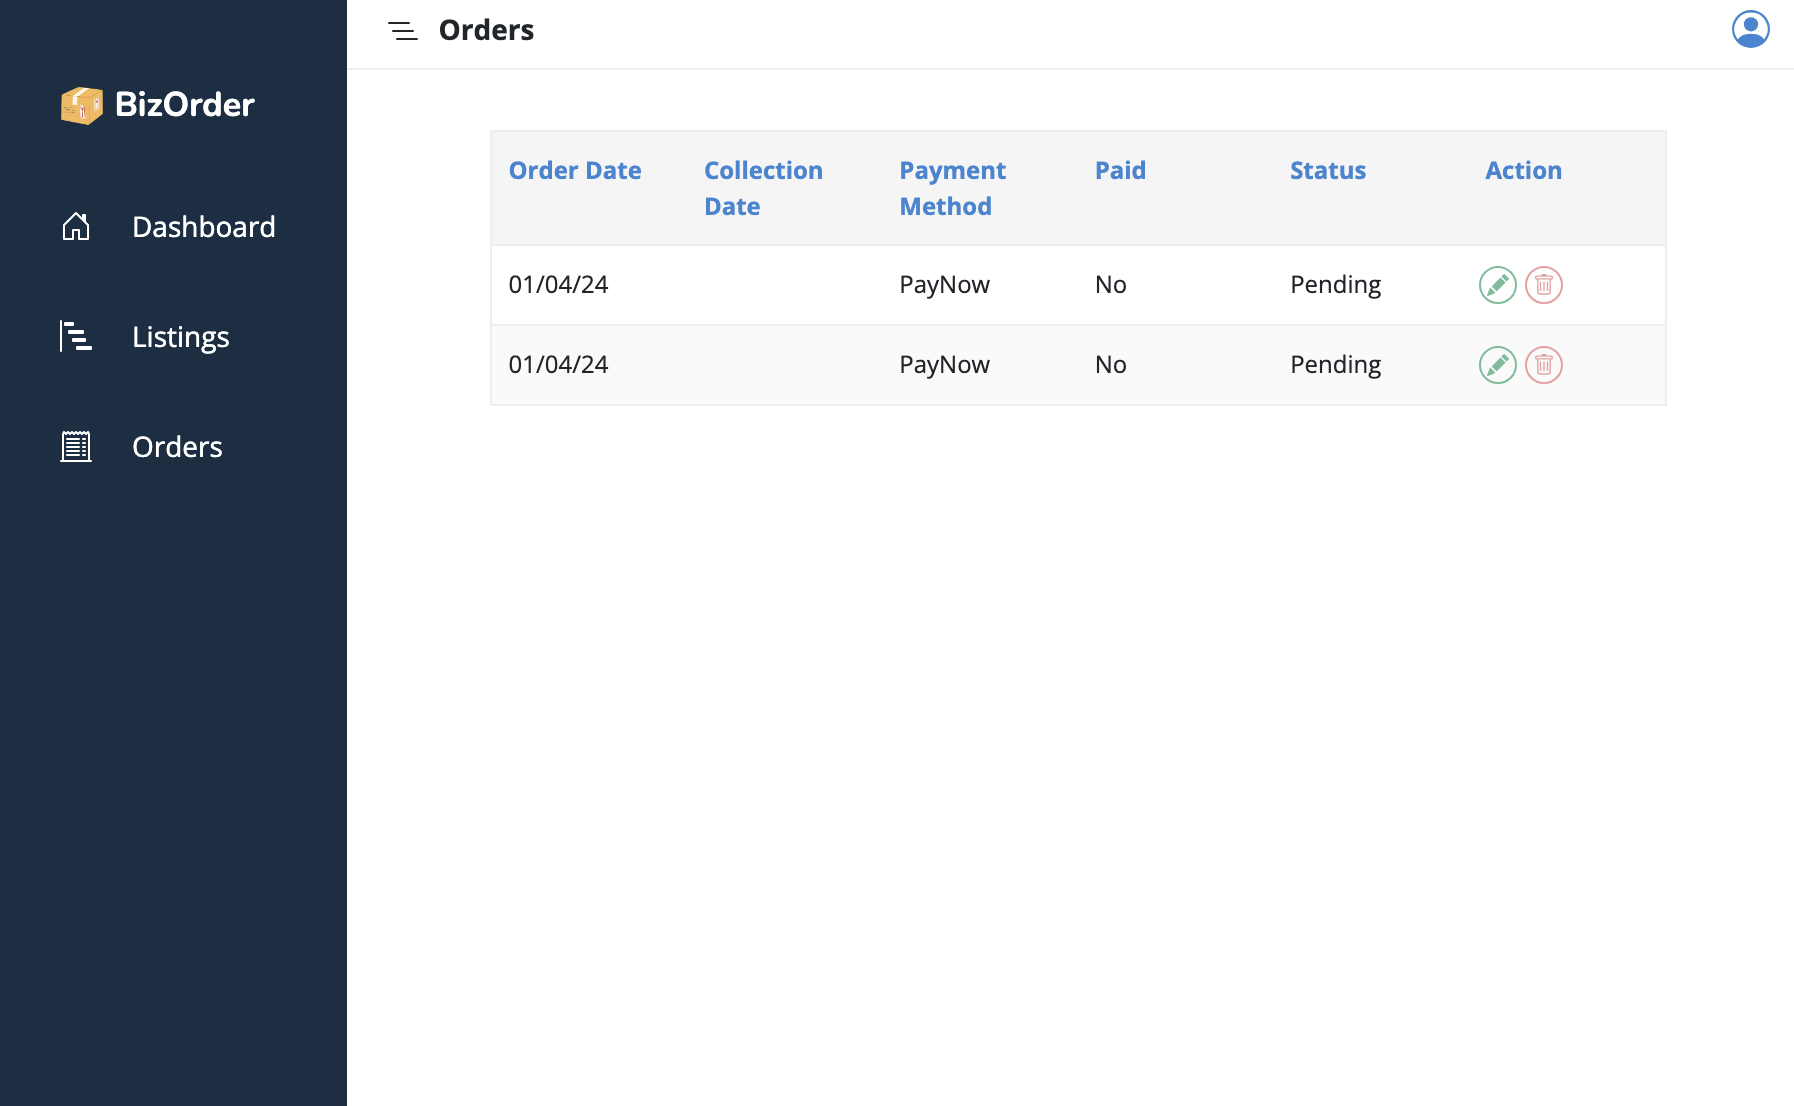 Orders
BizOrder
Dashboard
Listings
Orders
Order Date Collection Date Payment Method Paid Status Action
01/04/24 PayNow No Pending
01/04/24 PayNow No Pending